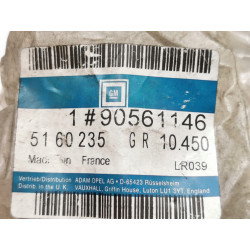 GM
1#90561146
51 60 235 GR 10.450
Made in France LR039
Vertrieb/Distribution ADAM OPEL AG • D-65423 Rüsselsheim
Distrib. in the U.K. VAUXHALL, Griffin House, Luton LU1 3YT, England